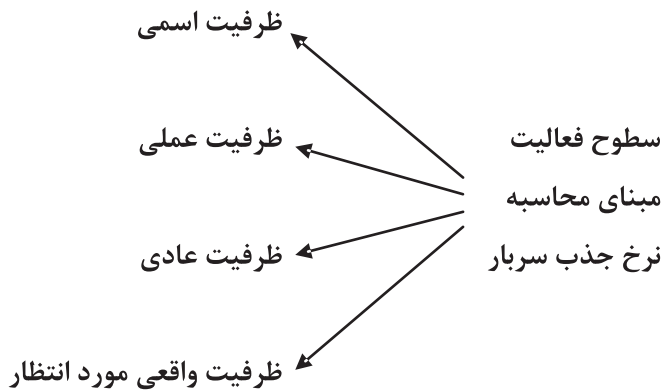 سطوح فعالیت
مبنای محاسبه
نرخ جذب سربار
ظرفیت اسمی
ظرفیت عملی
ظرفیت عادی
ظرفیت واقعی مورد انتظار